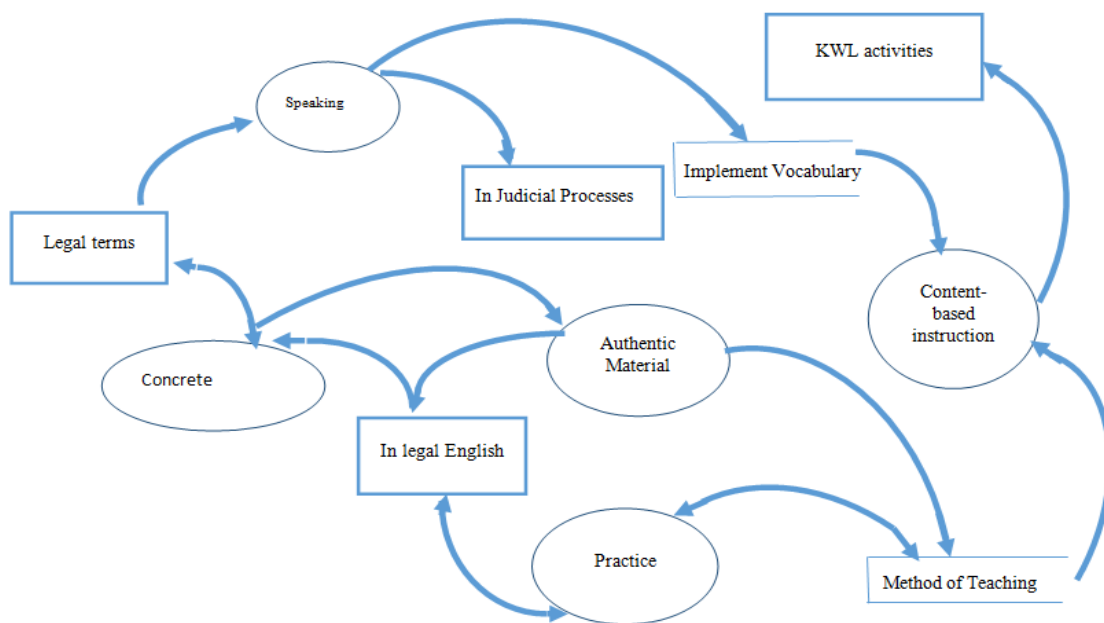 KWL activities
Speaking
Implement Vocabulary
In Judicial Processes
Legal terms
Content-
based
instruction
Authentic
Material
Concrete
In legal English
Practice
Method of Teaching